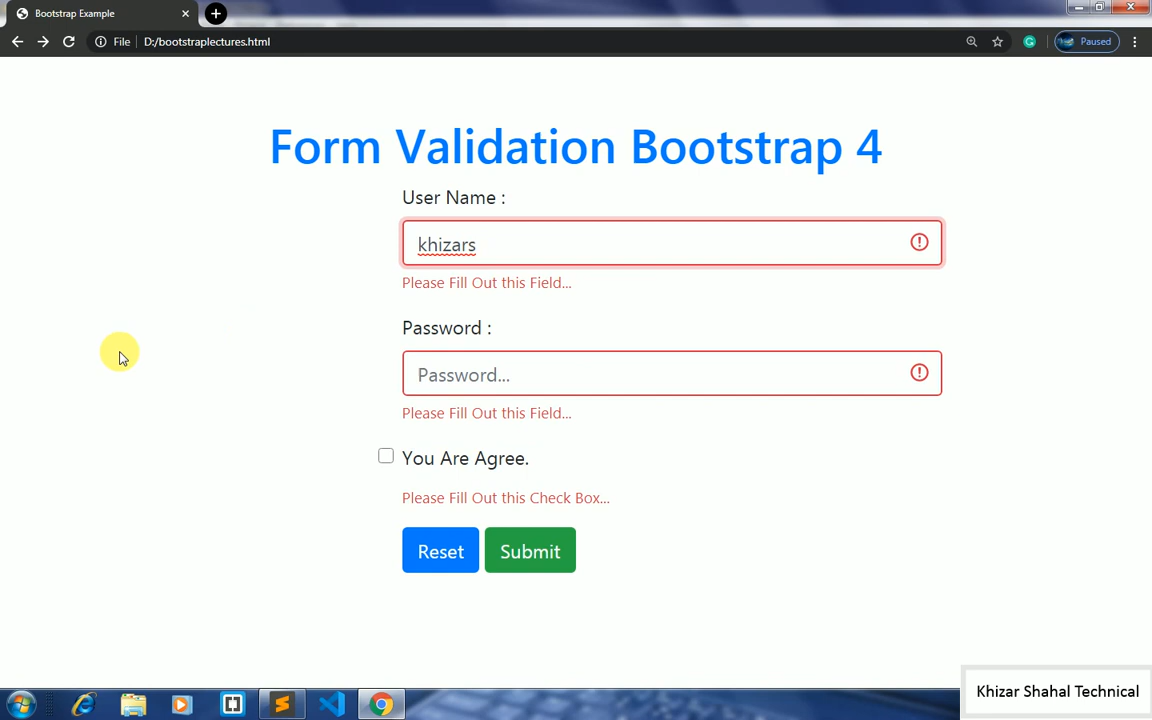 Bootstrap Example
File D:/bootstraplectures.html
Paused
Form Validation Bootstrap 4
User Name :
khizars
Please Fill Out this Field...
Password :
Password...
Please Fill Out this Field...
You Are Agree.
Please Fill Out this Check Box...
Reset Submit
Khizar Shahal Technical